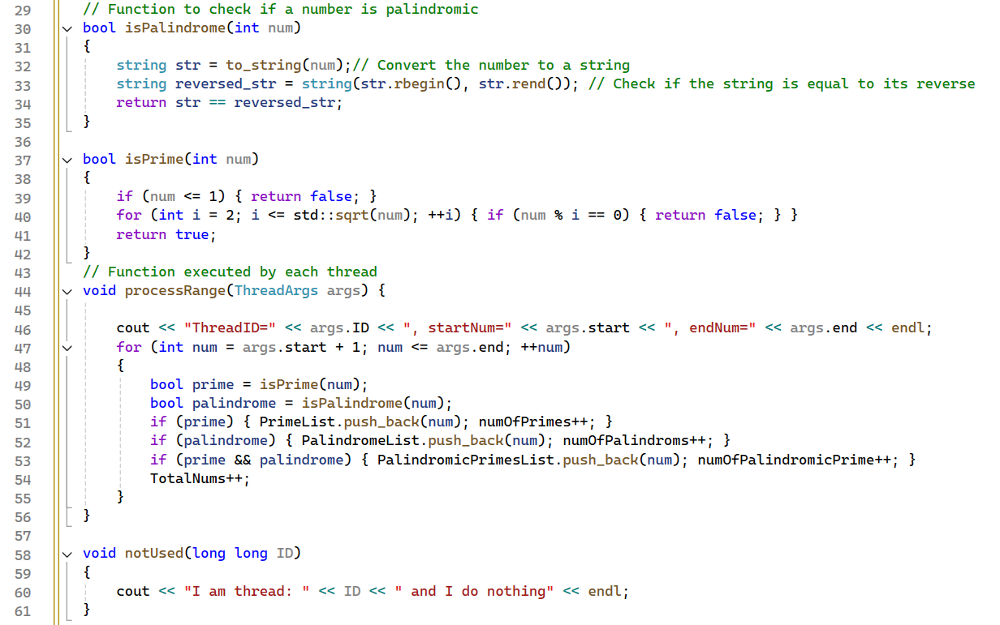 29 // Function to check if a number is palindromic
30 bool isPalindrome(int num)
31 {
32     string str = to_string(num);// Convert the number to a string
33     string reversed_str = string(str.rbegin(), str.rend()); // Check if the string is equal to its reverse
34     return str == reversed_str;
35 }
36
37 bool isPrime(int num)
38 {
39     if (num <= 1) { return false; }
40     for (int i = 2; i <= std::sqrt(num); ++i) { if (num % i == 0) { return false; } }
41     return true;
42 }
43 // Function executed by each thread
44 void processRange(ThreadArgs args) {
45
46     cout << "ThreadID=" << args.ID << ", startNum=" << args.start << ", endNum=" << args.end << endl;
47     for (int num = args.start + 1; num <= args.end; ++num)
48     {
49         bool prime = isPrime(num);
50         bool palindrome = isPalindrome(num);
51         if (prime) { PrimeList.push_back(num); numOfPrimes++; }
52         if (palindrome) { PalindromeList.push_back(num); numOfPalindroms++; }
53         if (prime && palindrome) { PalindromicPrimesList.push_back(num); numOfPalindromicPrime++; }
54         TotalNums++;
55     }
56 }
57
58 void notUsed(long long ID)
59 {
60     cout << "I am thread: " << ID << " and I do nothing" << endl;
61 }